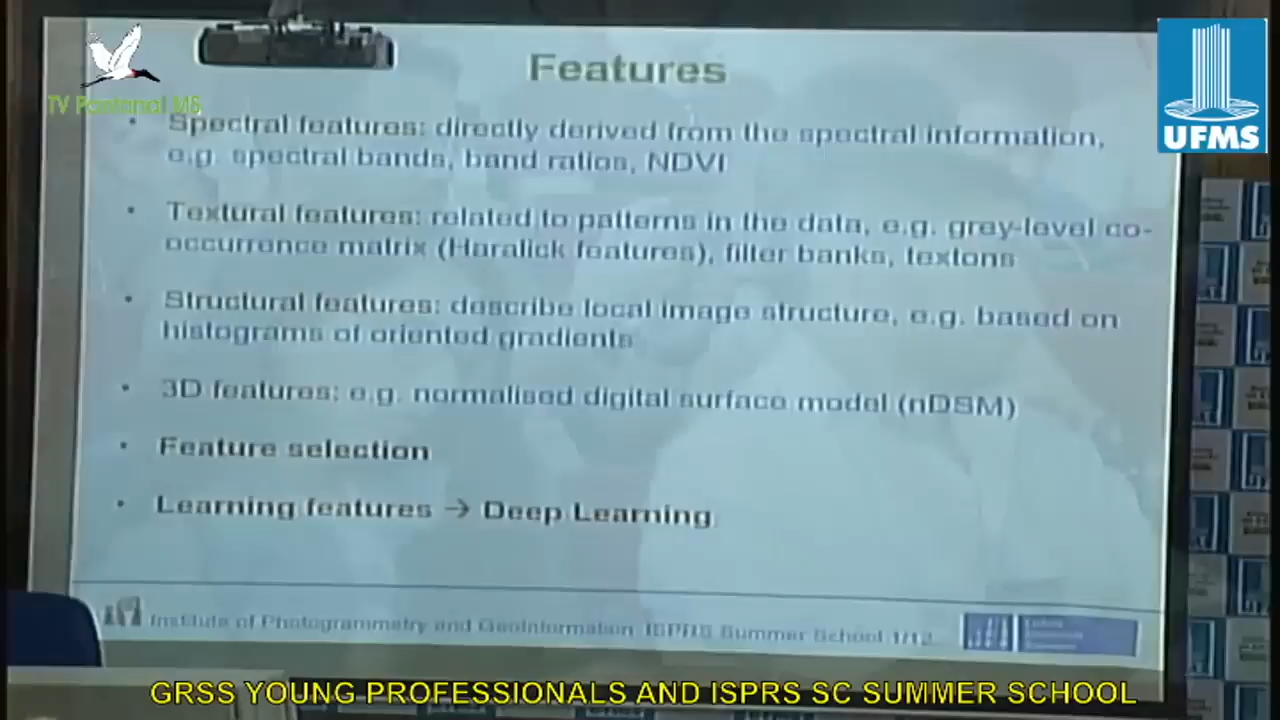 TV Pantanal MS
UFMS
Features
• Spectral features: directly derived from the spectral information,
e.g. spectral bands, band ratios, NDVI
• Textural features: related to patterns in the data, e.g. grey-level co-
occurrence matrix (Haralick features), filter banks, textons
• Structural features: describe local image structure, e.g. based on
histograms of oriented gradients
• 3D features: e.g. normalised digital surface model (nDSM)
• Feature selection
• Learning features → Deep Learning
Institute of Photogrammetry and GeoInformation, ISPRS Summer School 1/12
GRSS YOUNG PROFESSIONALS AND ISPRS SC SUMMER SCHOOL